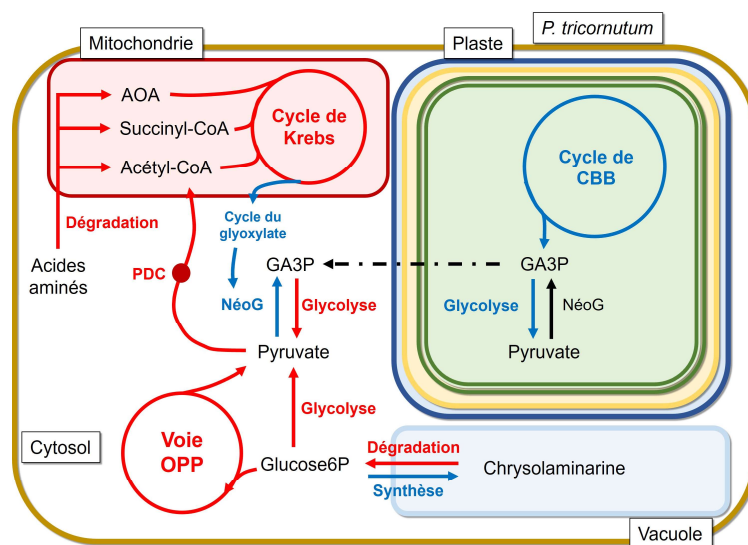 P. tricornutum
Mitochondrie
Plaste
AOA
Succinyl-CoA
Acétyl-CoA
Cycle de
Krebs
Cycle de
CBB
Dégradation
Cycle du
glyoxylate
Acides
aminés
PDC
NéoG
GA3P
Glycolyse
Pyruvate
GA3P
Glycolyse
NéoG
Pyruvate
Glycolyse
Cytosol
Voie
OPP
Glucose6P
Dégradation
Synthèse
Chrysolaminarine
Vacuole